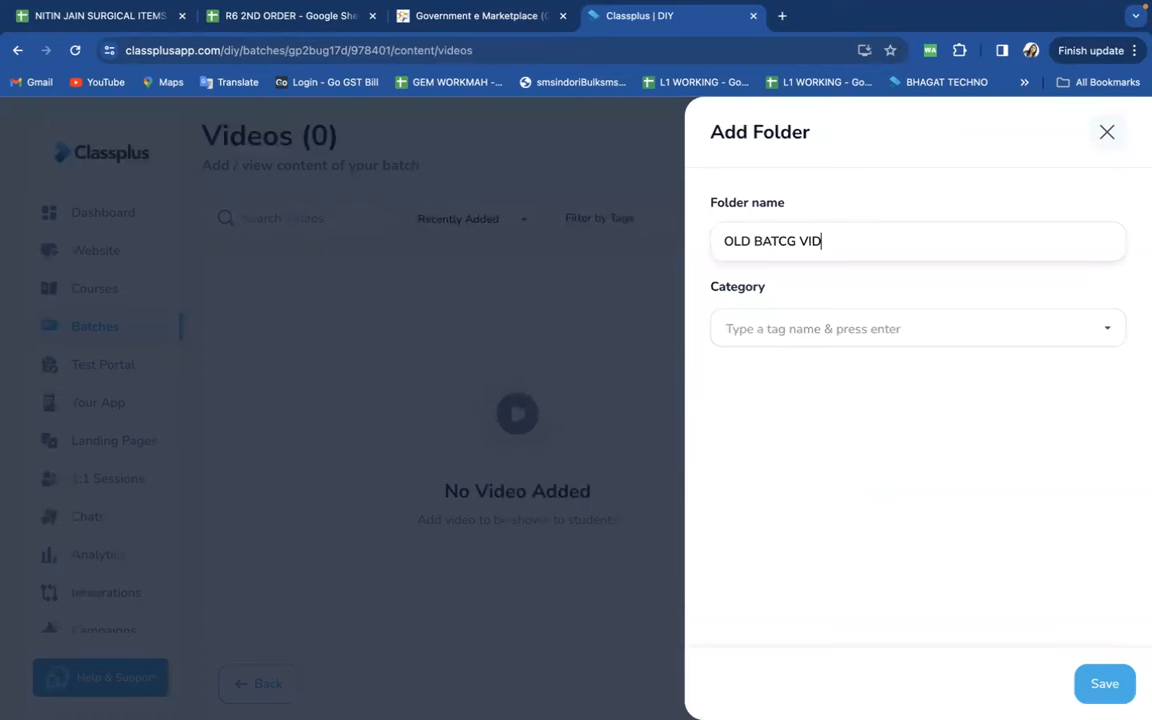 NITIN JAIN SURGICAL ITEMS
R6 2ND ORDER - Google She
Government e Marketplace (G
Classplus | DIY
classplusapp.com/diy/batches/gp2bug17d/978401/content/videos
Finish update
Gmail
YouTube
Maps
Translate
Login - Go GST Bill
GEM WORKMAH -...
smsindoriBulksms...
L1 WORKING - Go...
L1 WORKING - Go...
BHAGAT TECHNO
All Bookmarks
Classplus
Dashboard
Website
Courses
Batches
Test Portal
Your App
Landing Pages
1:1 Sessions
Chats
Analytics
Integrations
Campaigns
Help & Support
Videos (0)
Add / view content of your batch
Search Videos
Recently Added
Filter by Tags
No Video Added
Add video to be shown to students
Back
Add Folder
Folder name
OLD BATCG VID
Category
Type a tag name & press enter
Save